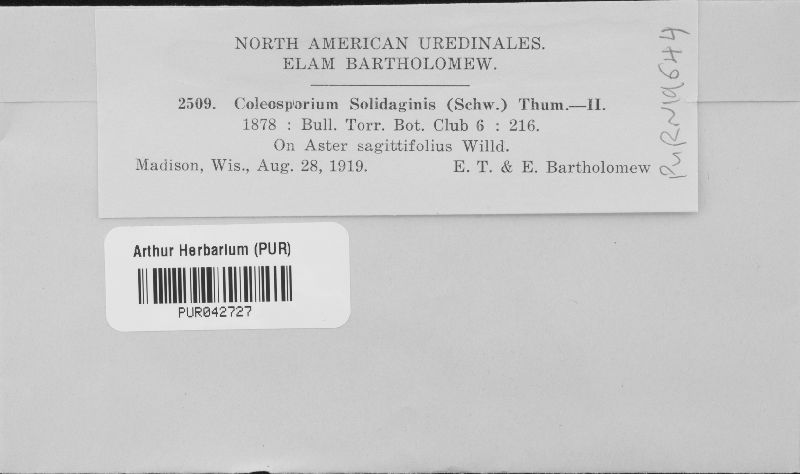 NORTH AMERICAN UREDINALES.
ELAM BARTHOLOMEW.
2509. Coleosporium Solidaginis (Schw.) Thum.—II.
1878 : Bull. Torr. Bot. Club 6 : 216.
On Aster sagittifolius Willd.
Madison, Wis., Aug. 28, 1919. E. T. & E. Bartholomew
PURN19644
Arthur Herbarium (PUR)
PUR042727